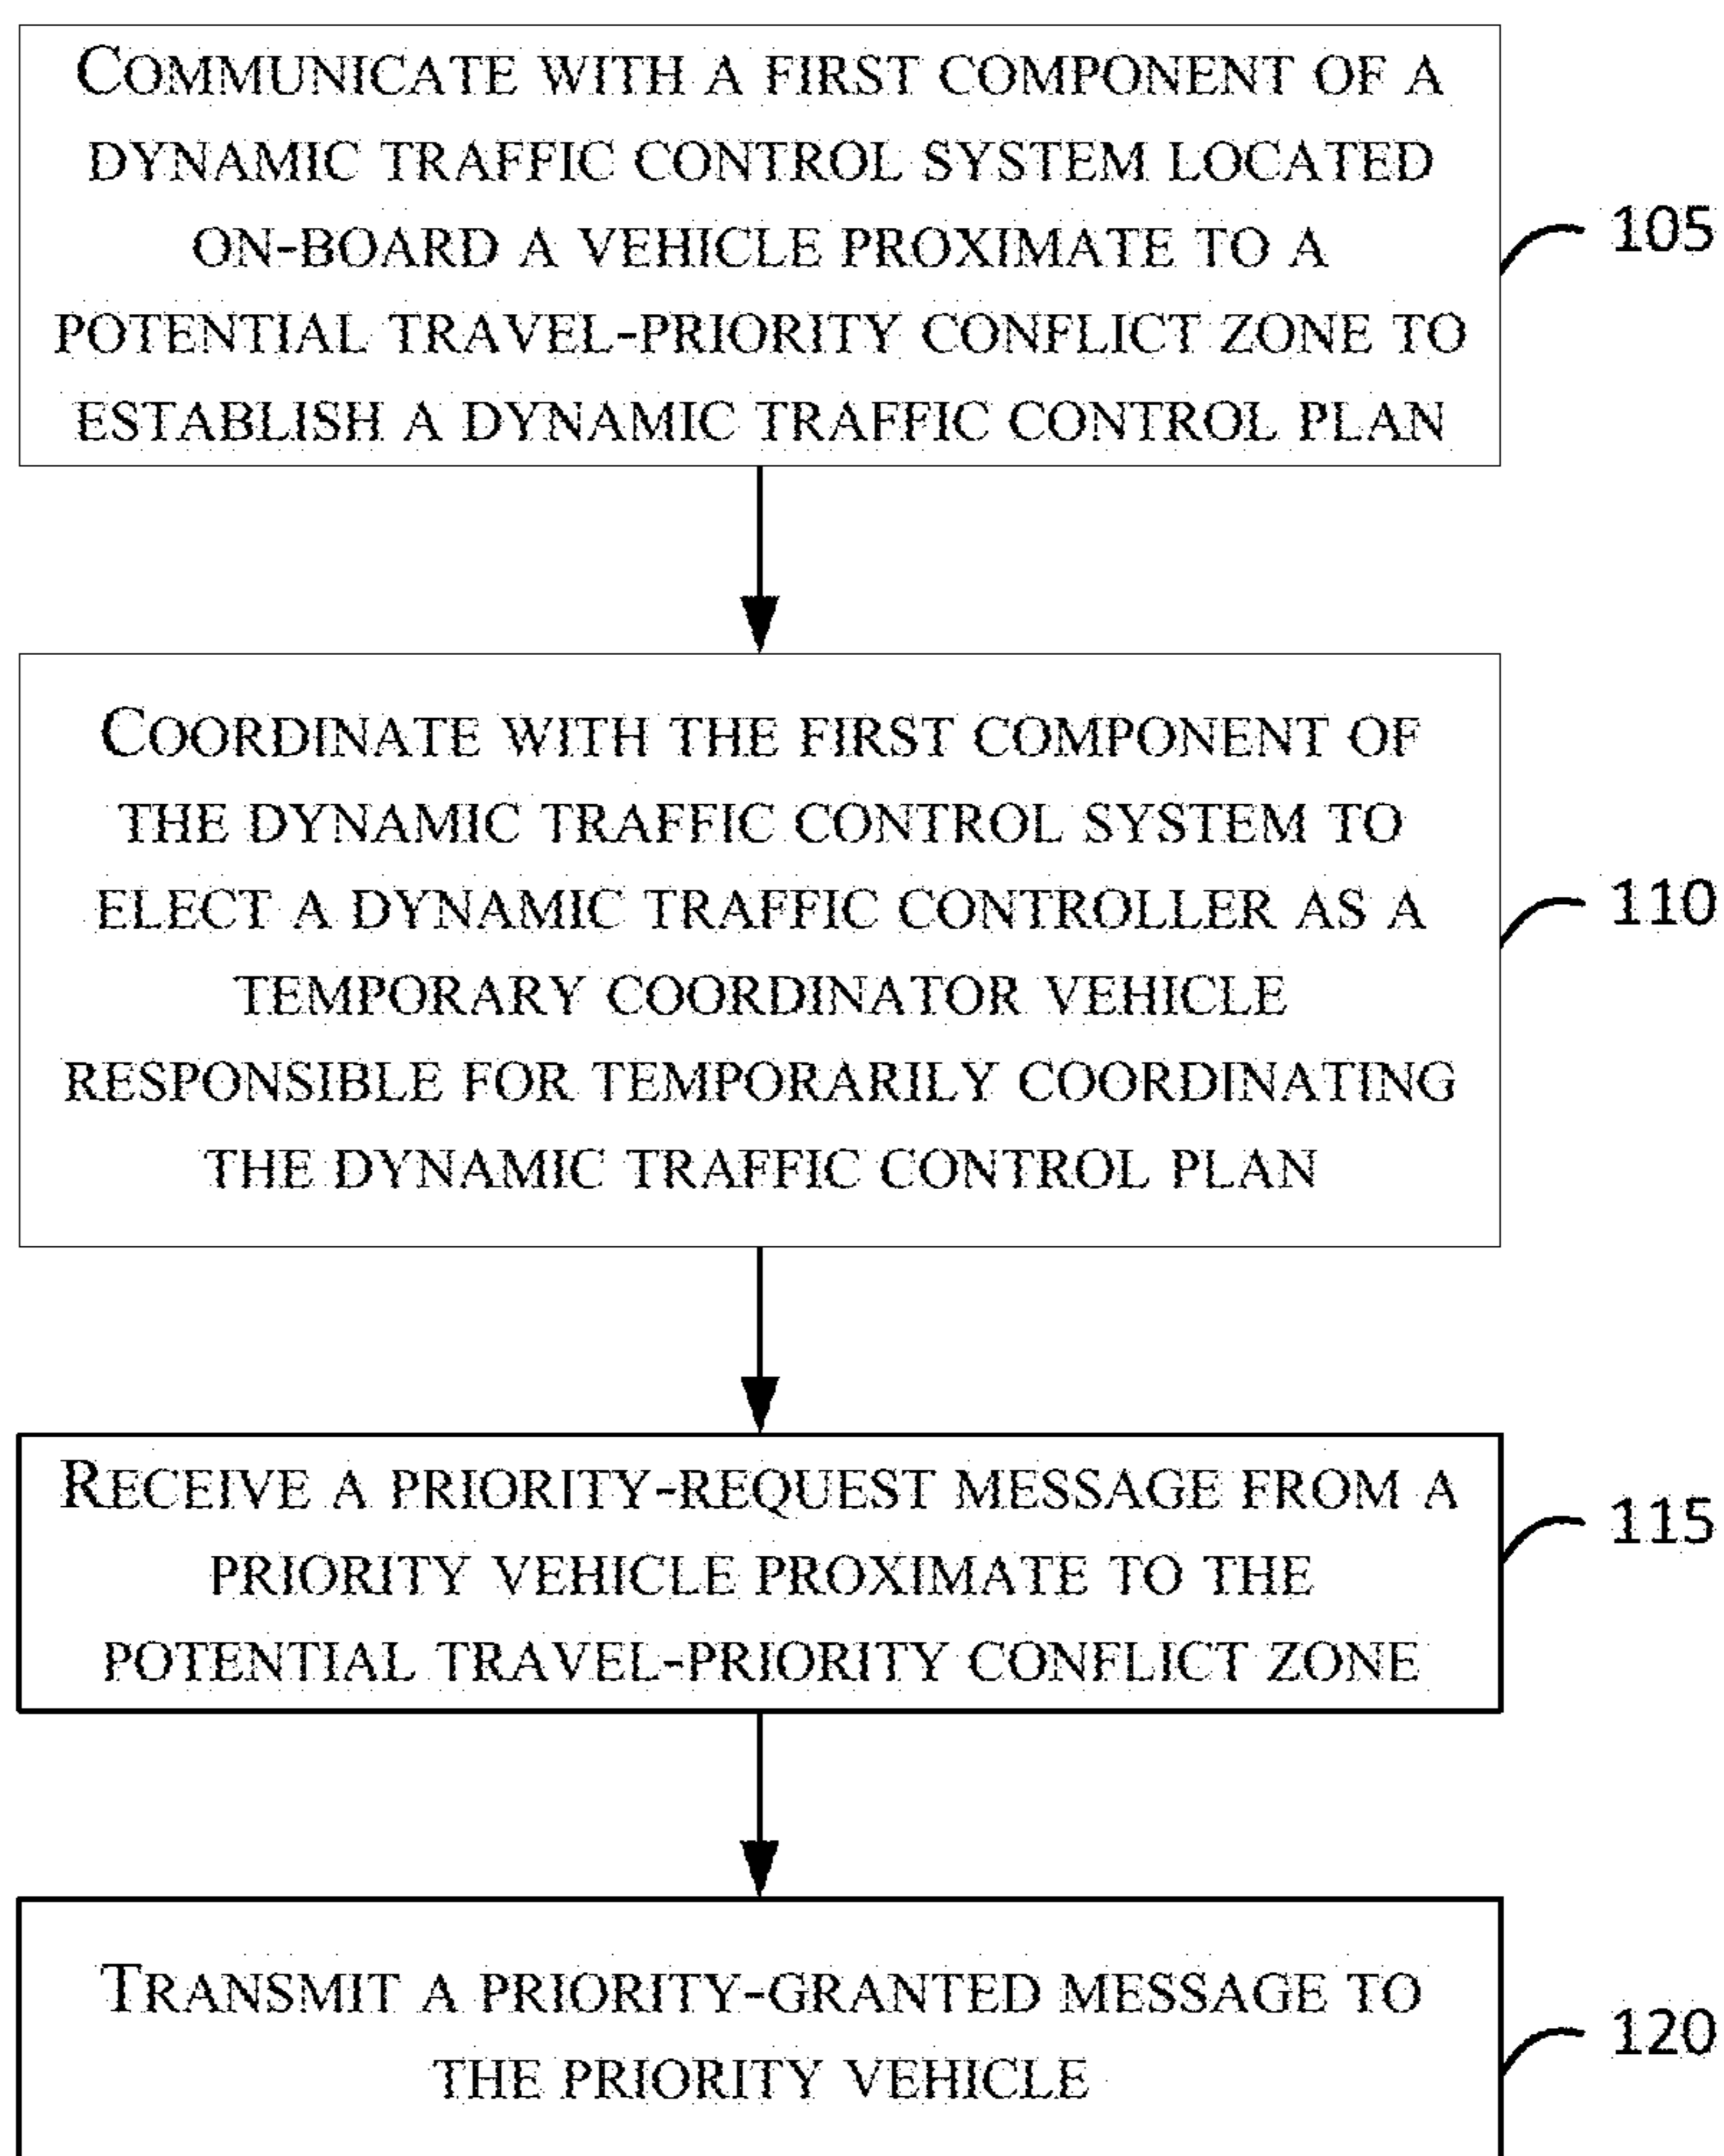 COMMUNICATE WITH A FIRST COMPONENT OF A
DYNAMIC TRAFFIC CONTROL SYSTEM LOCATED
ON-BOARD A VEHICLE PROXIMATE TO A
POTENTIAL TRAVEL-PRIORITY CONFLICT ZONE TO
ESTABLISH A DYNAMIC TRAFFIC CONTROL PLAN
105
COORDINATE WITH THE FIRST COMPONENT OF
THE DYNAMIC TRAFFIC CONTROL SYSTEM TO
ELECT A DYNAMIC TRAFFIC CONTROLLER AS A
TEMPORARY COORDINATOR VEHICLE
RESPONSIBLE FOR TEMPORARILY COORDINATING
THE DYNAMIC TRAFFIC CONTROL PLAN
110
RECEIVE A PRIORITY-REQUEST MESSAGE FROM A
PRIORITY VEHICLE PROXIMATE TO THE
POTENTIAL TRAVEL-PRIORITY CONFLICT ZONE
115
TRANSMIT A PRIORITY-GRANTED MESSAGE TO
THE PRIORITY VEHICLE
120